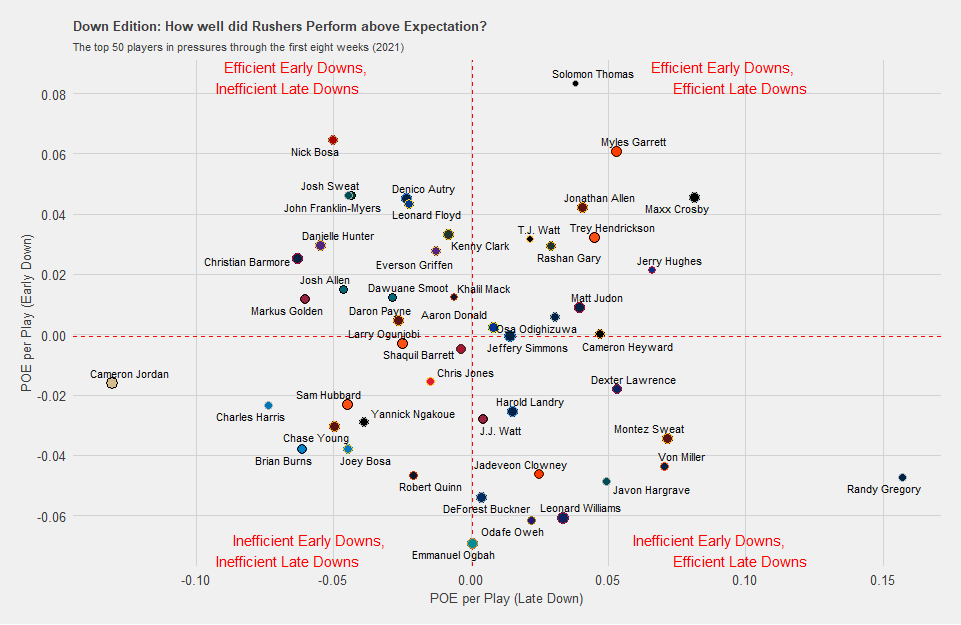 Down Edition: How well did Rushers Perform above Expectation?
The top 50 players in pressures through the first eight weeks (2021)
Efficient Early Downs,
Inefficient Late Downs
Efficient Early Downs,
Efficient Late Downs
Solomon Thomas
0.08
Myles Garrett
Nick Bosa
0.06
Josh Sweat
Denico Autry
Jonathan Allen
John Franklin-Myers
Leonard Floyd
Maxx Crosby
0.04
T.J. Watt
Trey Hendrickson
Danielle Hunter
Kenny Clark
Rashan Gary
Christian Barmore
Everson Griffen
Jerry Hughes
0.02
Josh Allen
Dawuane Smoot
Khalil Mack
Matt Judon
Markus Golden
Daron Payne
Aaron Donald
Osa Odighizuwa
0.00
Larry Ogunjobi
Jeffery Simmons
Cameron Heyward
Shaquil Barrett
Cameron Jordan
Chris Jones
Dexter Lawrence
-0.02
Sam Hubbard
Harold Landry
Charles Harris
Yannick Ngakoue
Chase Young
J.J. Watt
Montez Sweat
-0.04
Brian Burns
Joey Bosa
Jadeveon Clowney
Von Miller
Robert Quinn
Javon Hargrave
Randy Gregory
DeForest Buckner
Leonard Williams
-0.06
Odafe Oweh
Emmanuel Ogbah
Inefficient Early Downs,
Inefficient Late Downs
Inefficient Early Downs,
Efficient Late Downs
-0.10
-0.05
0.00
0.05
0.10
0.15
POE per Play (Late Down)
POE per Play (Early Down)